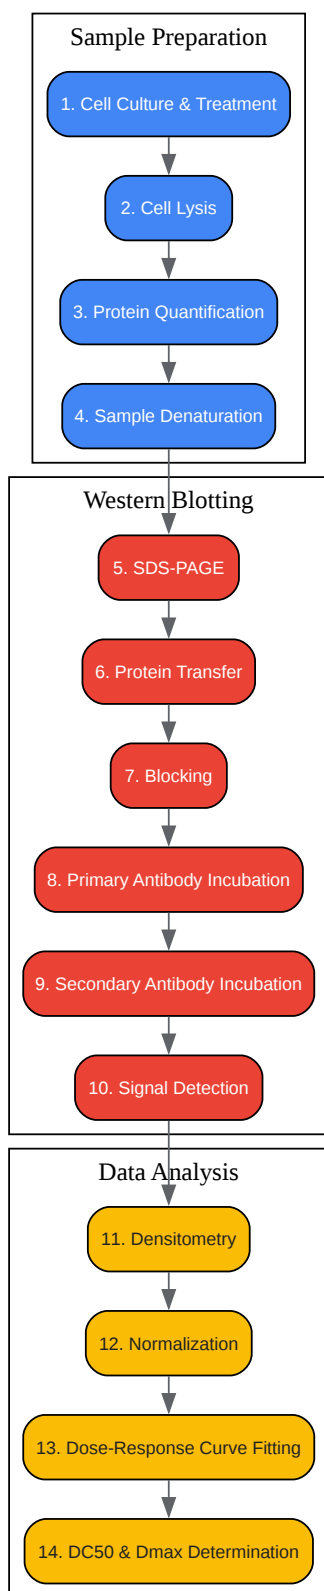 Sample Preparation
1. Cell Culture & Treatment
2. Cell Lysis
3. Protein Quantification
4. Sample Denaturation
Western Blotting
5. SDS-PAGE
6. Protein Transfer
7. Blocking
8. Primary Antibody Incubation
9. Secondary Antibody Incubation
10. Signal Detection
Data Analysis
11. Densitometry
12. Normalization
13. Dose-Response Curve Fitting
14. DC50 & Dmax Determination